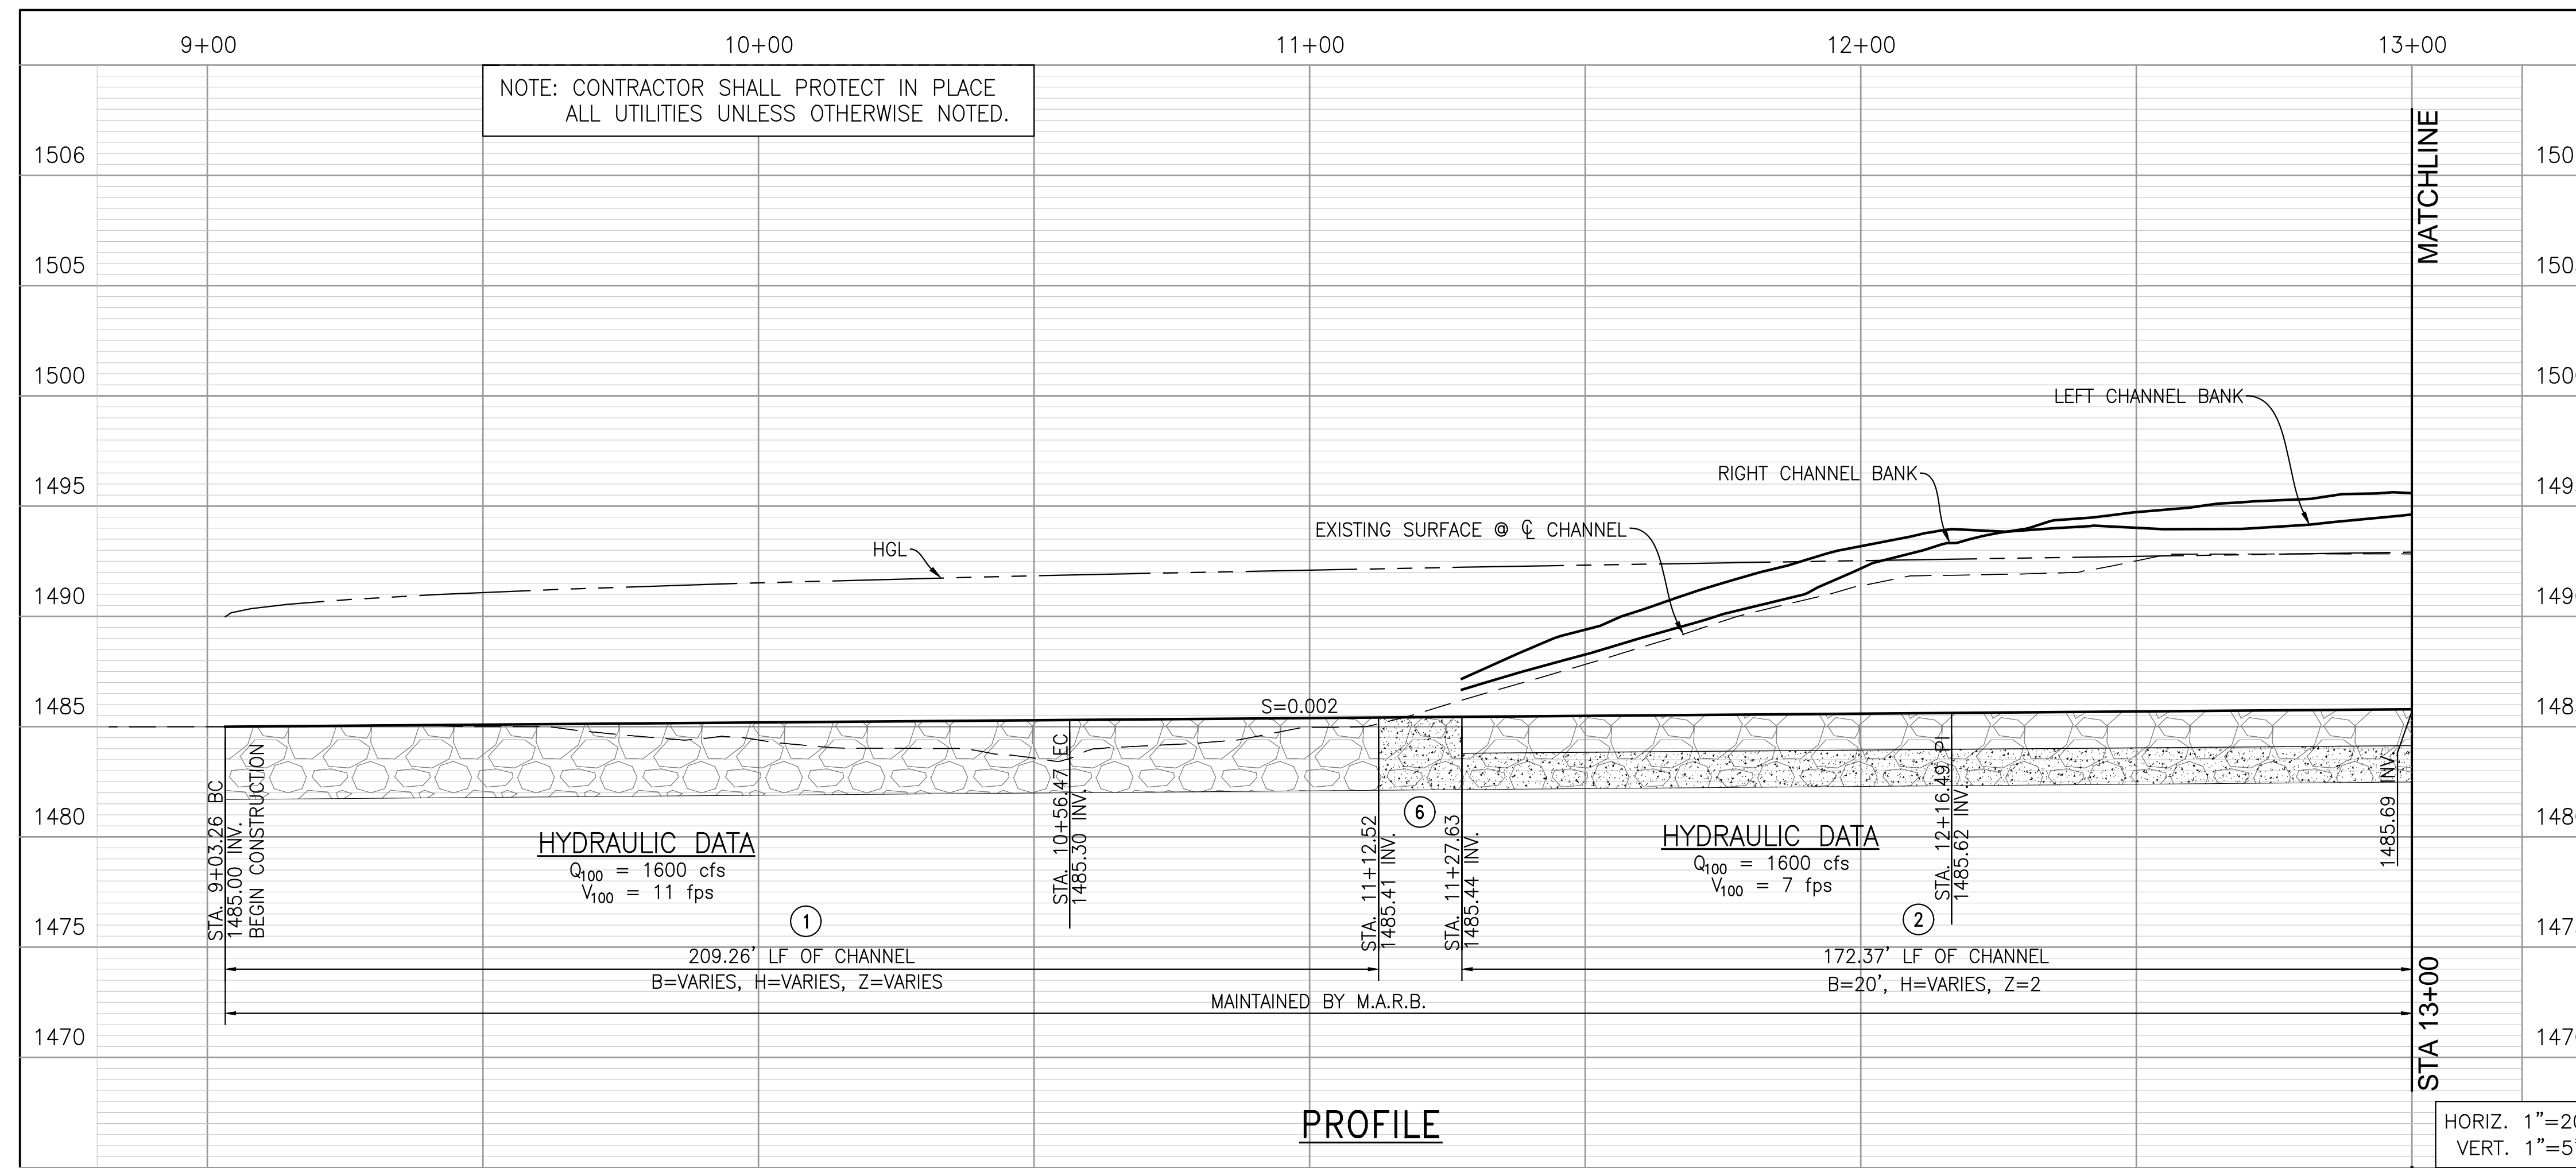 9+00 10+00 11+00 12+00 13+00
NOTE: CONTRACTOR SHALL PROTECT IN PLACE
ALL UTILITIES UNLESS OTHERWISE NOTED.
MATCHLINE
1506
1505
1500
1495
1490
1485
1480
1475
1470
LEFT CHANNEL BANK
RIGHT CHANNEL BANK
EXISTING SURFACE @ ℄ CHANNEL
HGL
S=0.002
STA. 9+03.26 BC
1485.00 INV.
BEGIN CONSTRUCTION
HYDRAULIC DATA
Q100 = 1600 cfs
V100 = 11 fps
1
STA. 10+56.47 EC
1485.30 INV.
STA. 11+12.52
1485.41 INV.
6
STA. 11+27.63
1485.44 INV.
HYDRAULIC DATA
Q100 = 1600 cfs
V100 = 7 fps
2
STA. 12+16.49 PI
1485.62 INV.
1485.69 INV.
209.26' LF OF CHANNEL
B=VARIES, H=VARIES, Z=VARIES
172.37' LF OF CHANNEL
B=20', H=VARIES, Z=2
MAINTAINED BY M.A.R.B.
STA 13+00
PROFILE
HORIZ. 1"=20
VERT. 1"=5'